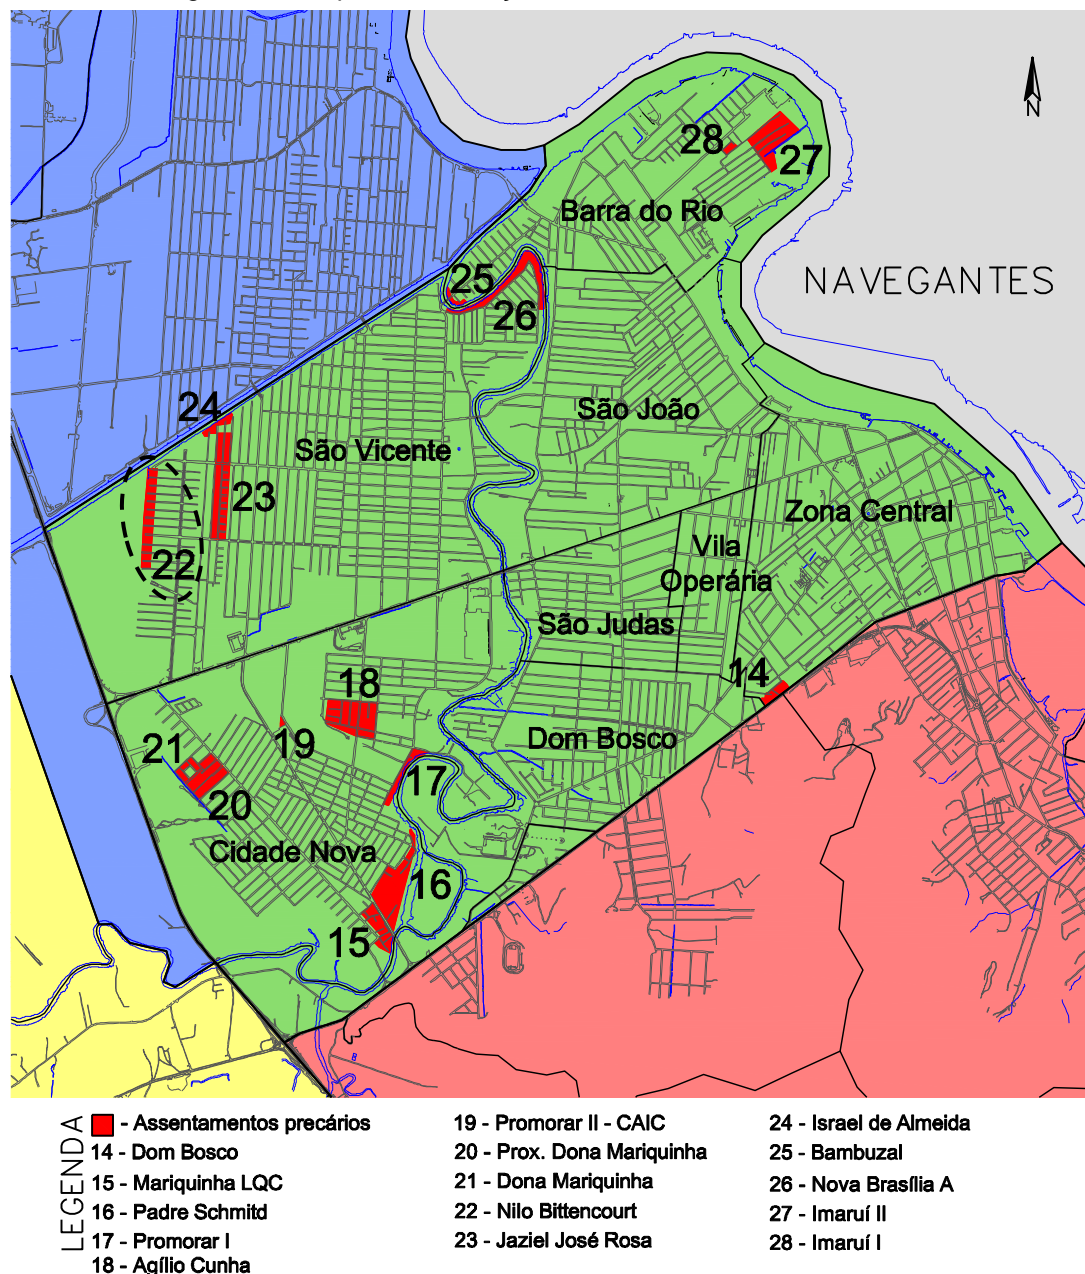 N
28
27
Barra do Rio
NAVEGANTES
25
26
24
São João
São Vicente
23
Zona Central
22
Vila
Operária
São Judas
14
18
19
Dom Bosco
21
17
20
Cidade Nova
16
15
LEGENDA
- Assentamentos precários
14 - Dom Bosco
15 - Mariquinha LQC
16 - Padre Schmitd
17 - Promorar I
18 - Agílio Cunha
19 - Promorar II - CAIC
20 - Prox. Dona Mariquinha
21 - Dona Mariquinha
22 - Nilo Bittencourt
23 - Jaziel José Rosa
24 - Israel de Almeida
25 - Bambuzal
26 - Nova Brasília A
27 - Imaruí II
28 - Imaruí I